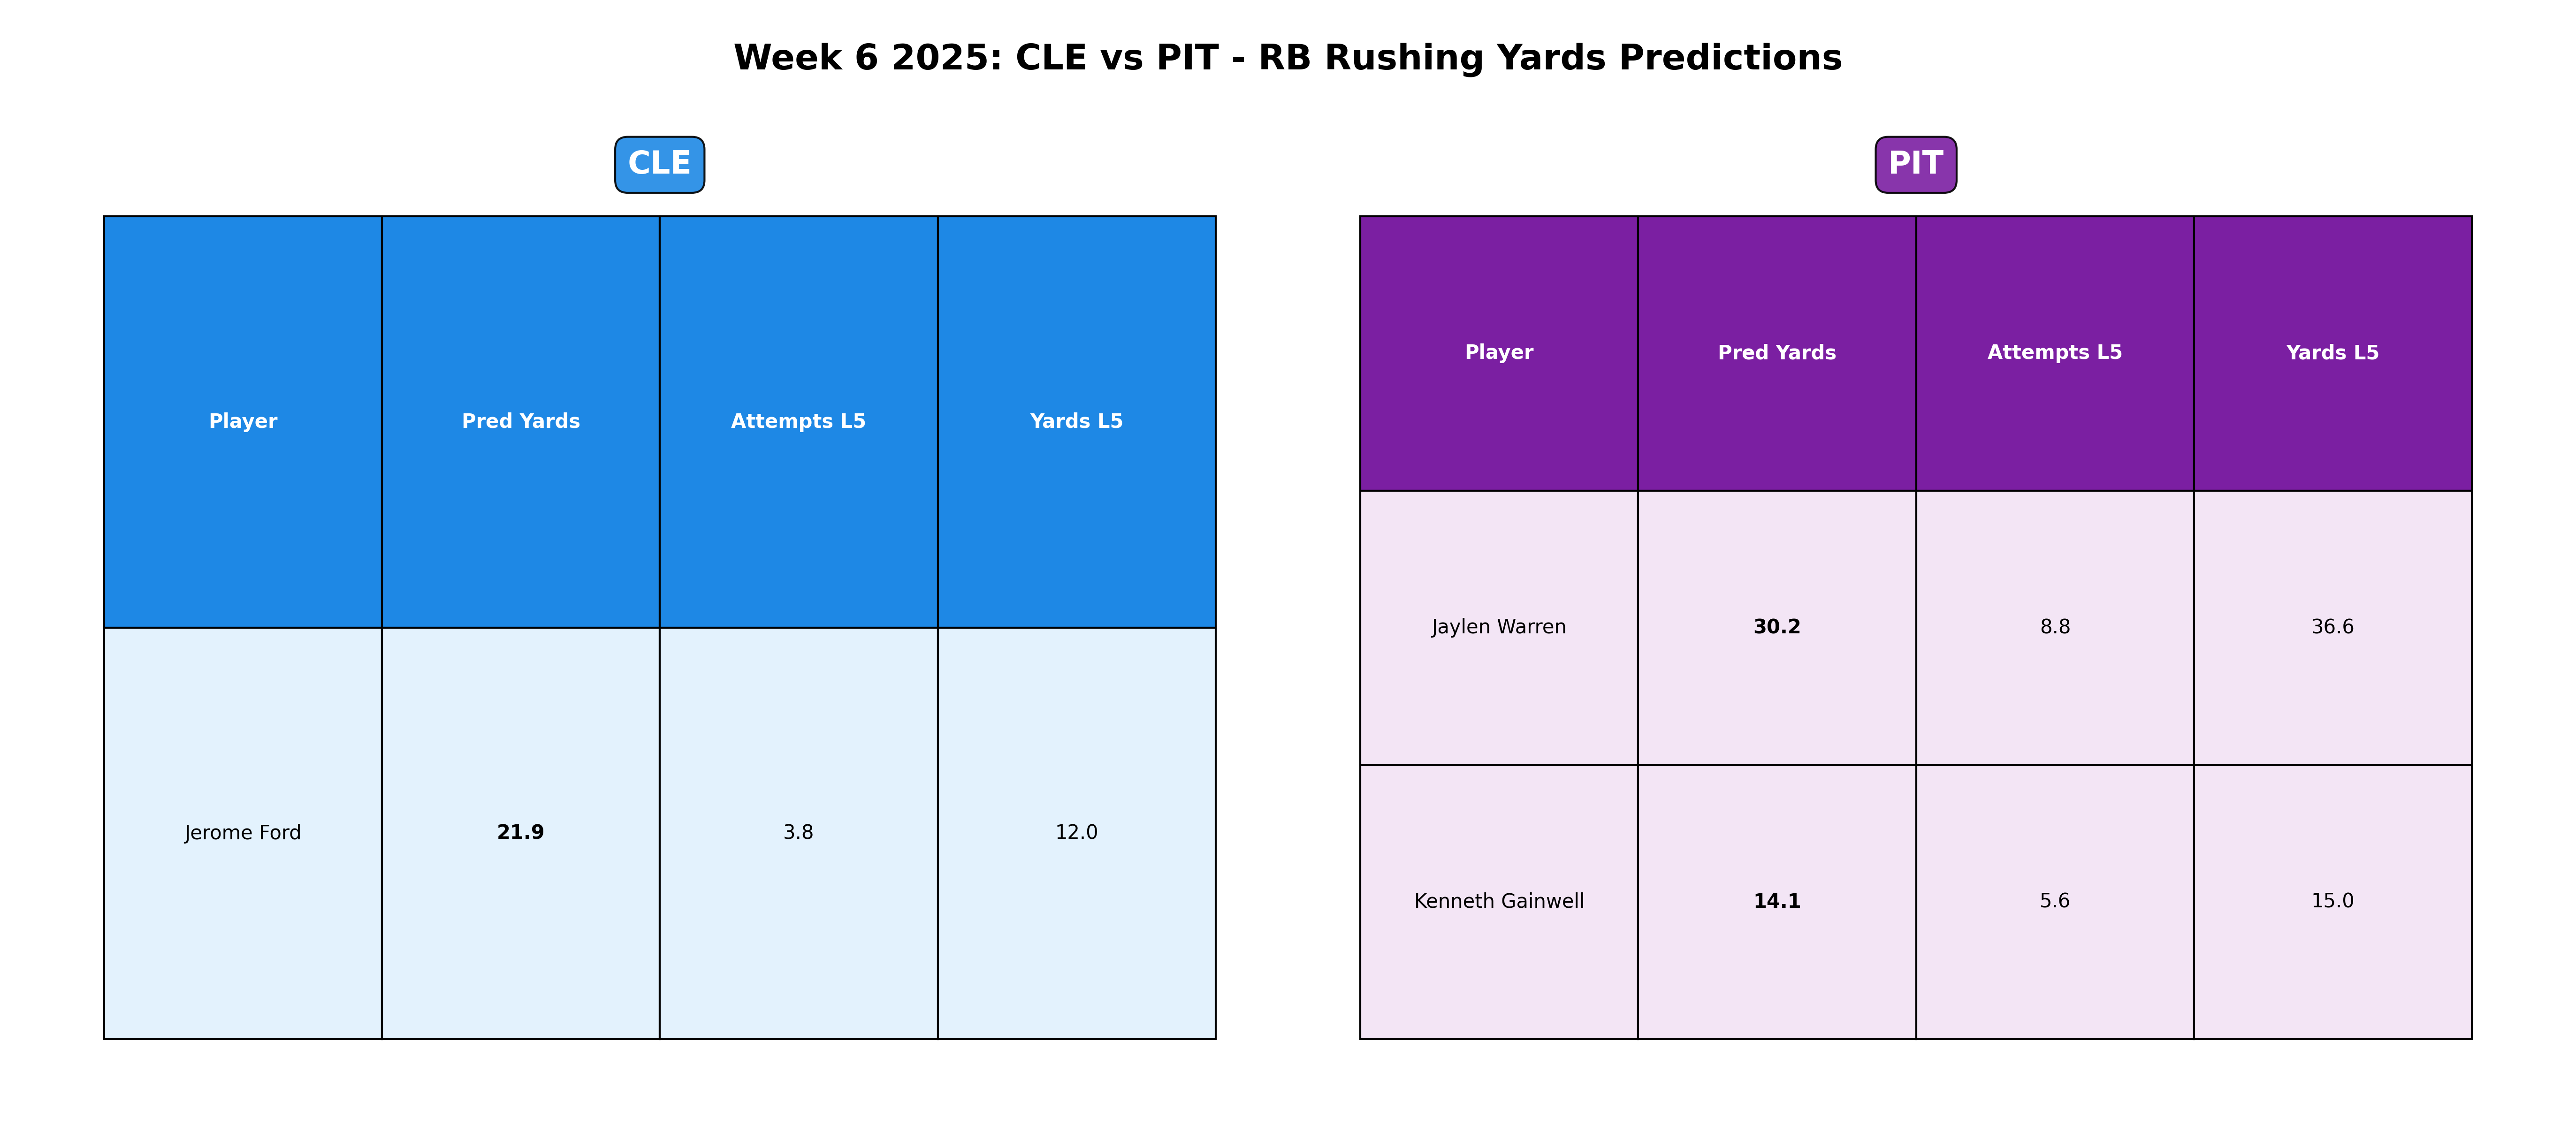 Week 6 2025: CLE vs PIT - RB Rushing Yards Predictions
CLE
Player Pred Yards Attempts L5 Yards L5
Jerome Ford 21.9 3.8 12.0
PIT
Player Pred Yards Attempts L5 Yards L5
Jaylen Warren 30.2 8.8 36.6
Kenneth Gainwell 14.1 5.6 15.0